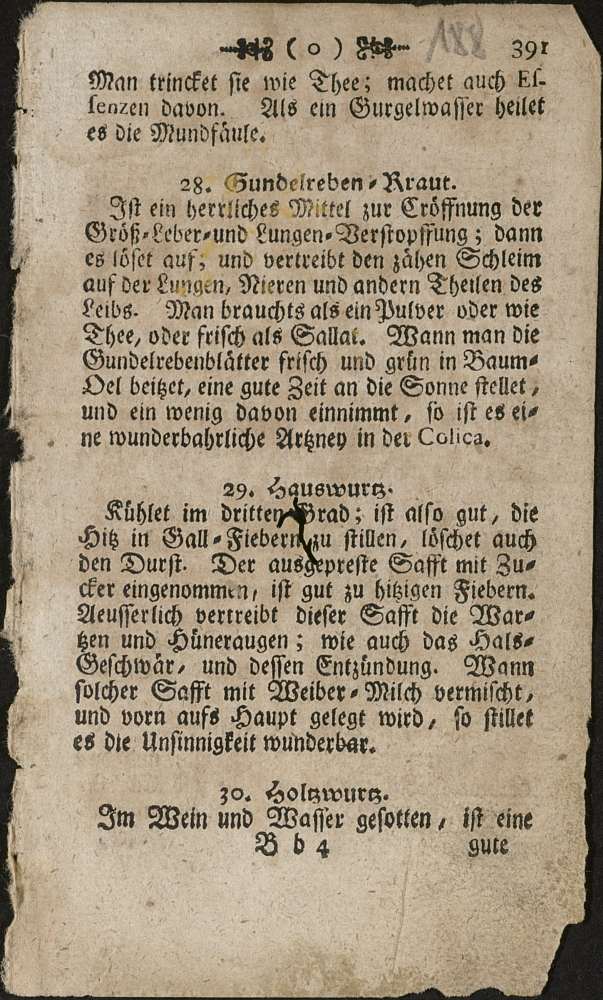 ( o ) 188 391
Man trincket sie wie Thee; machet auch Es-
senzen davon. Als ein Gurgelwasser heilet
es die Mundfäule.
28. Gundelreben-Kraut.
Ist ein herrliches Mittel zur Eröffnung der
Größ-Leber-und Lungen-Verstopffung; dann
es löset auf; und vertreibt den zähen Schleim
auf der Lungen, Nieren und andern Theilen des
Leibs. Man brauchts als ein Pulver oder wie
Thee, oder frisch als Sallat. Wann man die
Gundelrebenblätter frisch und grün in Baum-
Oel beitzet, eine gute Zeit an die Sonne stellet,
und ein wenig davon einnimmt, so ist es ei-
ne wunderbahrliche Artzney in der Colica.
29. Hauswurtz.
Kühlet im dritten Grad; ist also gut, die
Hitz in Gall-Fiebern zu stillen, löschet auch
den Durst. Der ausgepreste Safft mit Zu-
cker eingenommen, ist gut zu hitzigen Fiebern.
Aeusserlich vertreibt dieser Safft die War-
tzen und Hüneraugen; wie auch das Hals-
Geschwär, und dessen Entzündung. Wann
solcher Safft mit Weiber-Milch vermischt,
und vorn aufs Haupt gelegt wird, so stillet
es die Unsinnigkeit wunderbar.
30. Holtzwurtz.
Im Wein und Wasser gesotten, ist eine
B b 4 gute